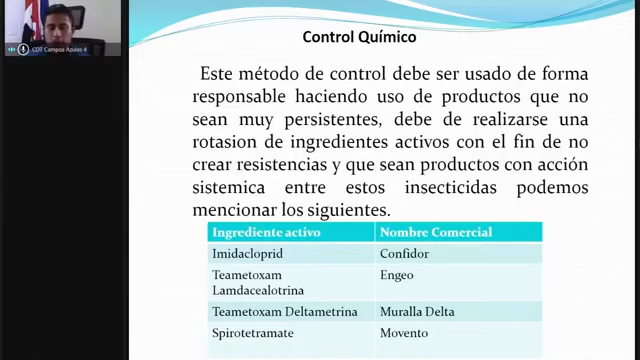 CDT Campos Azules 4
Control Químico
Este método de control debe ser usado de forma
responsable haciendo uso de productos que no
sean muy persistentes, debe de realizarse una
rotasion de ingredientes activos con el fin de no
crear resistencias y que sean productos con acción
sistemica entre estos insecticidas podemos
mencionar los siguientes.
Ingrediente activo Nombre Comercial
Imidacloprid Confidor
Teametoxam Engeo
Lamdacealotrina
Teametoxam Deltametrina Muralla Delta
Spirotetramate Movento